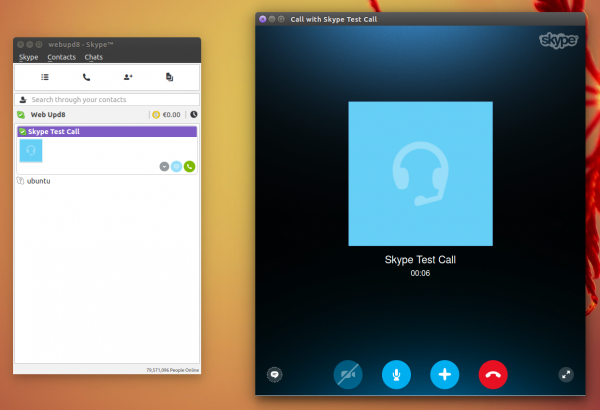 webupd8 - Skype™
Skype Contacts Chats
Search through your contacts
Web Upd8 €0.00
Skype Test Call
ubuntu
79,571,996 People Online
Call with Skype Test Call
skype
Skype Test Call
00:06